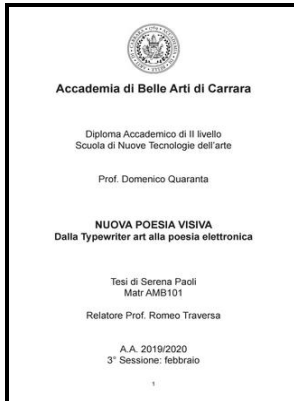 Accademia di Belle Arti di Carrara
Diploma Accademico di II livello
Scuola di Nuove Tecnologie dell'arte
Prof. Domenico Quaranta
NUOVA POESIA VISIVA
Dalla Typewriter art alla poesia elettronica
Tesi di Serena Paoli
Matr AMB101
Relatore Prof. Romeo Traversa
A.A. 2019/2020
3° Sessione: febbraio
1